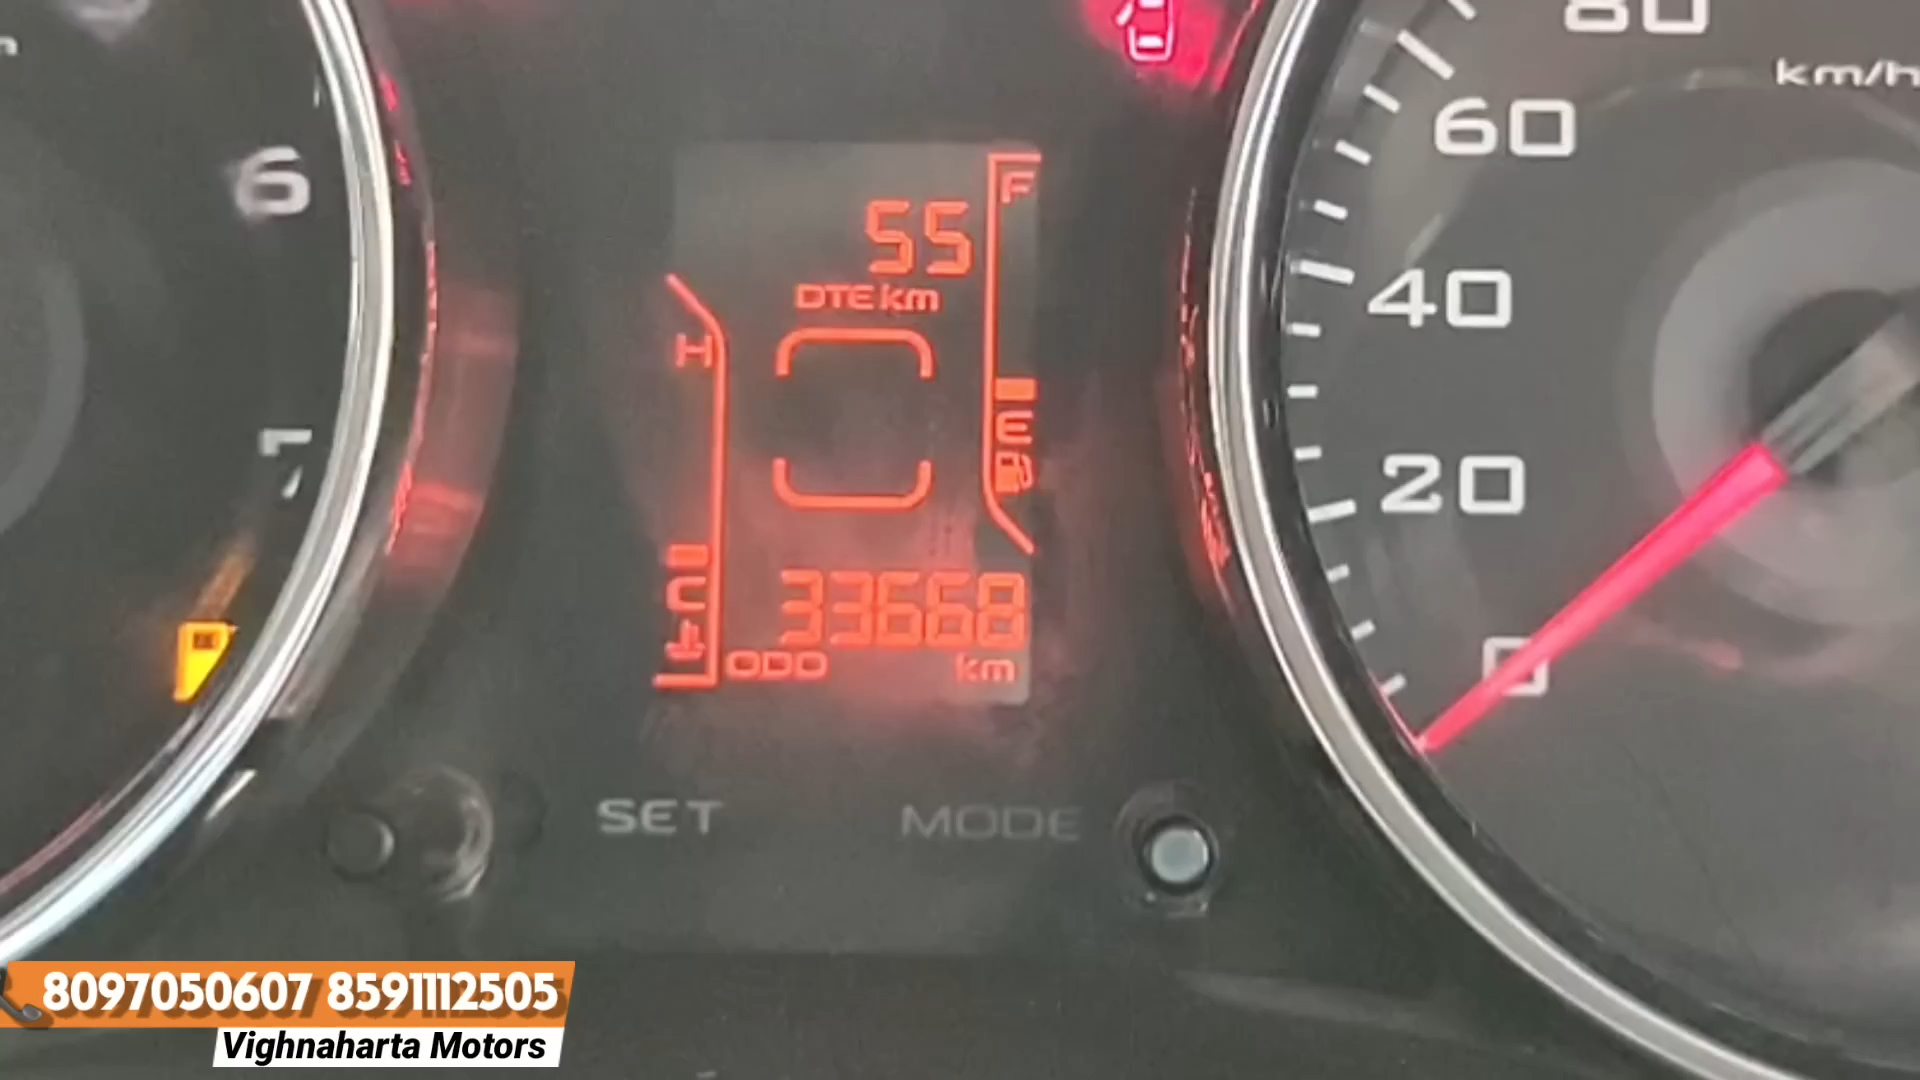 80
km/h
60
6
F
55
DTE km
40
H
E
7
20
C
33668
ODO km
0
SET MODE
8097050607 8591112505
Vighnaharta Motors